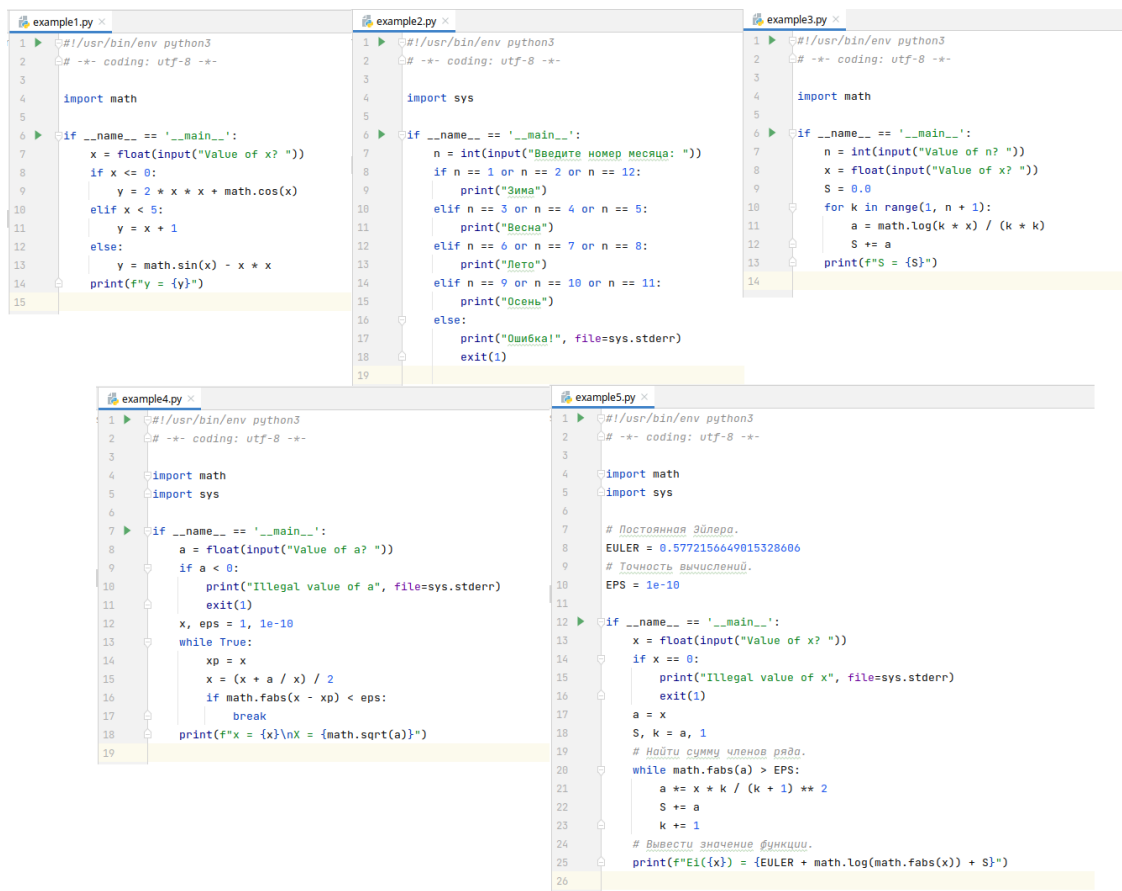 example1.py
1 #!/usr/bin/env python3
2 # -*- coding: utf-8 -*-
3
4 import math
5
6 if __name__ == '__main__':
7     x = float(input("Value of x? "))
8     if x <= 0:
9         y = 2 * x * x + math.cos(x)
10     elif x < 5:
11         y = x + 1
12     else:
13         y = math.sin(x) - x * x
14     print(f"y = {y}")
15
example2.py
1 #!/usr/bin/env python3
2 # -*- coding: utf-8 -*-
3
4 import sys
5
6 if __name__ == '__main__':
7     n = int(input("Введите номер месяца: "))
8     if n == 1 or n == 2 or n == 12:
9         print("Зима")
10     elif n == 3 or n == 4 or n == 5:
11         print("Весна")
12     elif n == 6 or n == 7 or n == 8:
13         print("Лето")
14     elif n == 9 or n == 10 or n == 11:
15         print("Осень")
16     else:
17         print("Ошибка!", file=sys.stderr)
18         exit(1)
19
example3.py
1 #!/usr/bin/env python3
2 # -*- coding: utf-8 -*-
3
4 import math
5
6 if __name__ == '__main__':
7     n = int(input("Value of n? "))
8     x = float(input("Value of x? "))
9     S = 0.0
10     for k in range(1, n + 1):
11         a = math.log(k * x) / (k * k)
12         S += a
13     print(f"S = {S}")
14
example4.py
1 #!/usr/bin/env python3
2 # -*- coding: utf-8 -*-
3
4 import math
5 import sys
6
7 if __name__ == '__main__':
8     a = float(input("Value of a? "))
9     if a < 0:
10         print("Illegal value of a", file=sys.stderr)
11         exit(1)
12     x, eps = 1, 1e-10
13     while True:
14         xp = x
15         x = (x + a / x) / 2
16         if math.fabs(x - xp) < eps:
17             break
18     print(f"x = {x}\nX = {math.sqrt(a)}")
19
example5.py
1 #!/usr/bin/env python3
2 # -*- coding: utf-8 -*-
3
4 import math
5 import sys
6
7 # Постоянная Эйлера.
8 EULER = 0.5772156649015328606
9 # Точность вычислений.
10 EPS = 1e-10
11
12 if __name__ == '__main__':
13     x = float(input("Value of x? "))
14     if x == 0:
15         print("Illegal value of x", file=sys.stderr)
16         exit(1)
17     a = x
18     S, k = a, 1
19     # Найти сумму членов ряда.
20     while math.fabs(a) > EPS:
21         a *= x * k / (k + 1) ** 2
22         S += a
23         k += 1
24     # Вывести значение функции.
25     print(f"Ei({x}) = {EULER + math.log(math.fabs(x)) + S}")
26